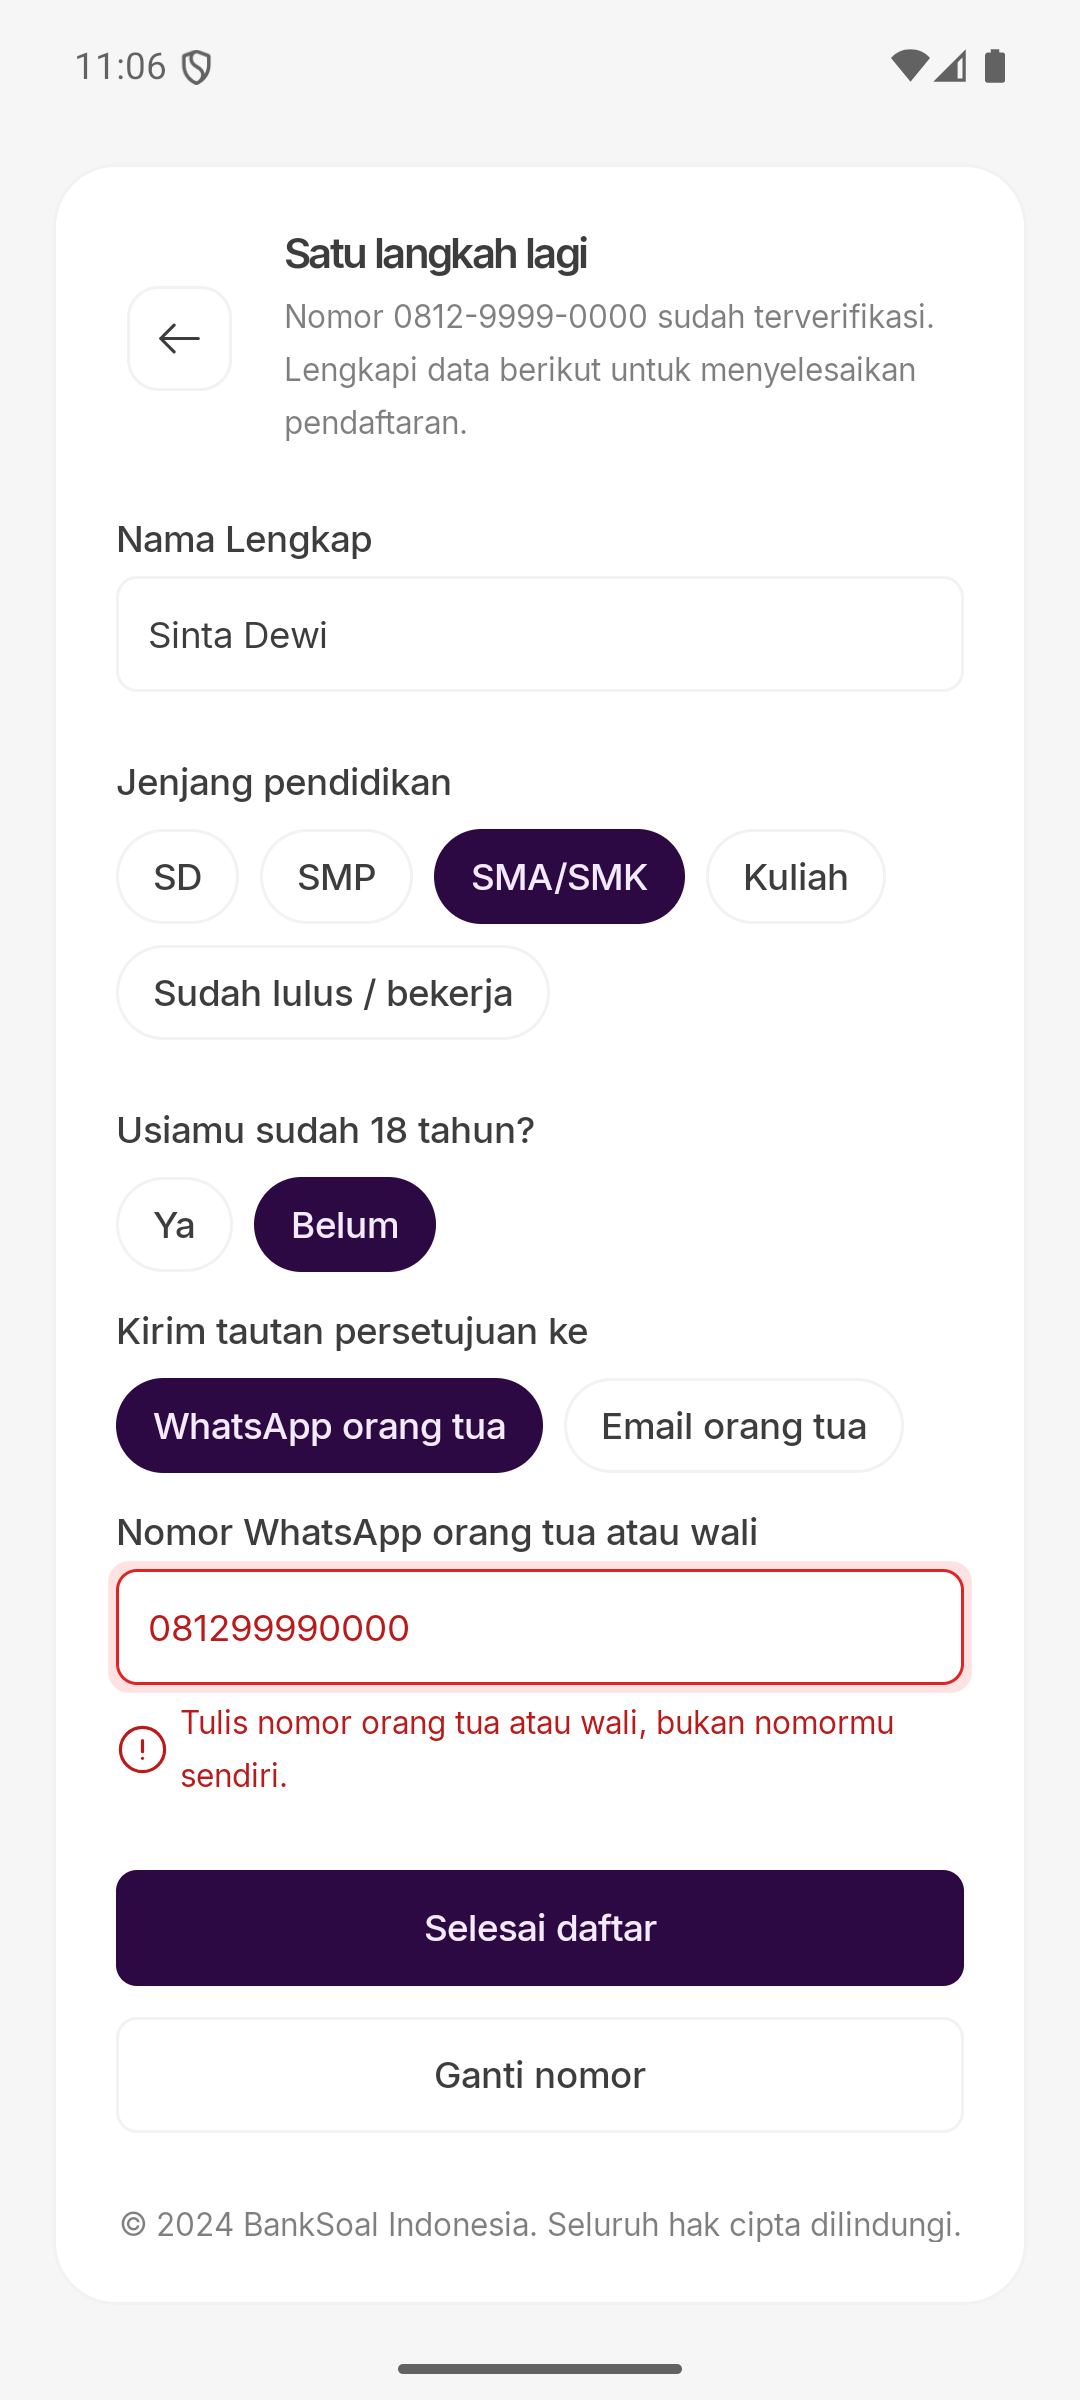 11:06
Satu langkah lagi
Nomor 0812-9999-0000 sudah terverifikasi.
Lengkapi data berikut untuk menyelesaikan
pendaftaran.
Nama Lengkap
Sinta Dewi
Jenjang pendidikan
SD SMP SMA/SMK Kuliah
Sudah lulus / bekerja
Usiamu sudah 18 tahun?
Ya Belum
Kirim tautan persetujuan ke
WhatsApp orang tua Email orang tua
Nomor WhatsApp orang tua atau wali
081299990000
Tulis nomor orang tua atau wali, bukan nomormu
sendiri.
Selesai daftar
Ganti nomor
© 2024 BankSoal Indonesia. Seluruh hak cipta dilindungi.